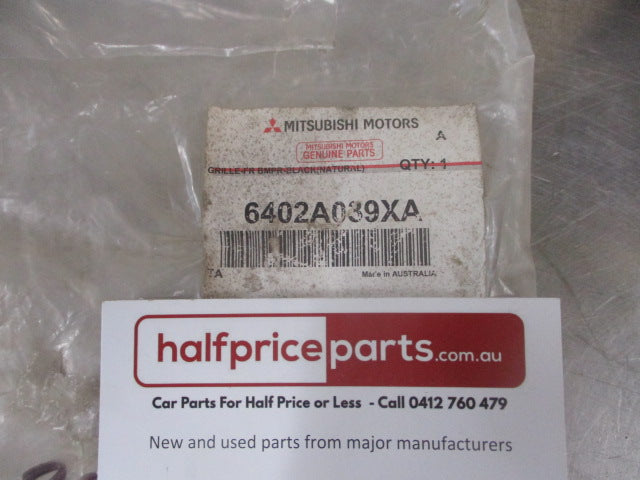 MITSUBISHI MOTORS
A
MITSUBISHI MOTORS
GENUINE PARTS
GRILLE-FR BMPR-BLACK(NATURAL) QTY: 1
6402A039XA
TA Made in AUSTRALIA
halfpriceparts.com.au
Car Parts For Half Price or Less - Call 0412 760 479
New and used parts from major manufacturers